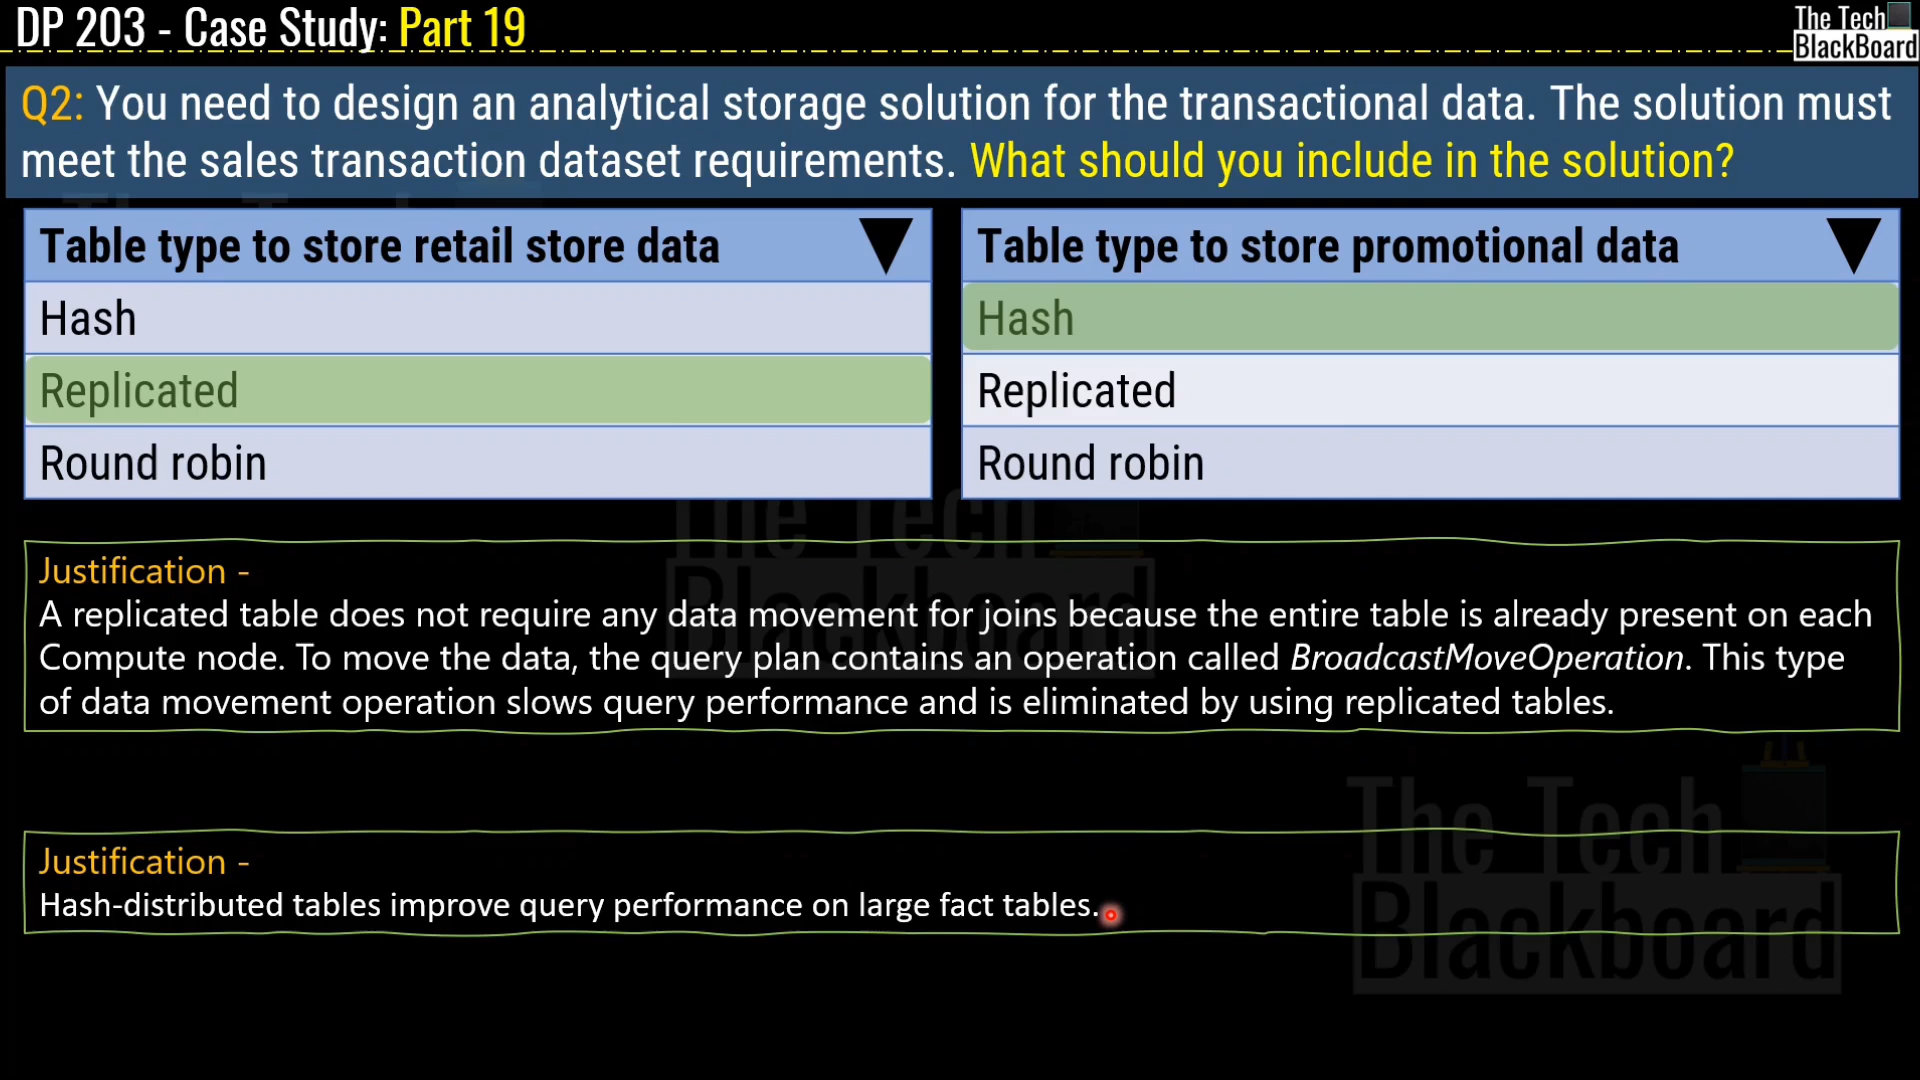 DP 203 - Case Study: Part 19
The Tech
BlackBoard
Q2: You need to design an analytical storage solution for the transactional data. The solution must
meet the sales transaction dataset requirements. What should you include in the solution?
Table type to store retail store data
Hash
Replicated
Round robin
Table type to store promotional data
Hash
Replicated
Round robin
The Tech
Blackboard
Justification -
A replicated table does not require any data movement for joins because the entire table is already present on each
Compute node. To move the data, the query plan contains an operation called BroadcastMoveOperation. This type
of data movement operation slows query performance and is eliminated by using replicated tables.
The Tech
Blackboard
Justification -
Hash-distributed tables improve query performance on large fact tables.